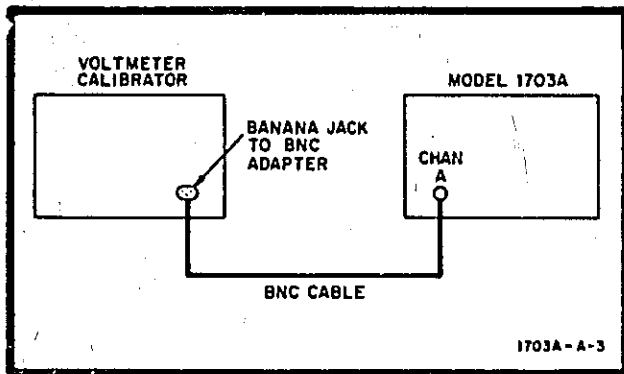 VOLTMETER
CALIBRATOR
BANANA JACK
TO BNC
ADAPTER
MODEL 1703A
CHAN
A
BNC CABLE
1703A-A-3